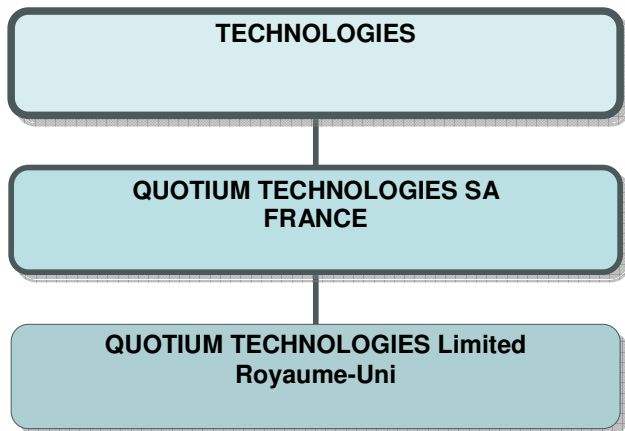 TECHNOLOGIES
QUOTIUM TECHNOLOGIES SA
FRANCE
QUOTIUM TECHNOLOGIES Limited
Royaume-Uni